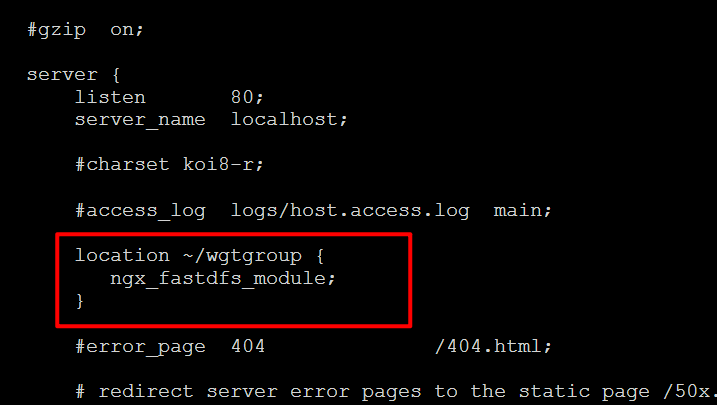 #gzip  on;
server {
listen       80;
server_name  localhost;
#charset koi8-r;
#access_log  logs/host.access.log  main;
location ~/wgtgroup {
ngx_fastdfs_module;
}
#error_page  404              /404.html;
# redirect server error pages to the static page /50x.